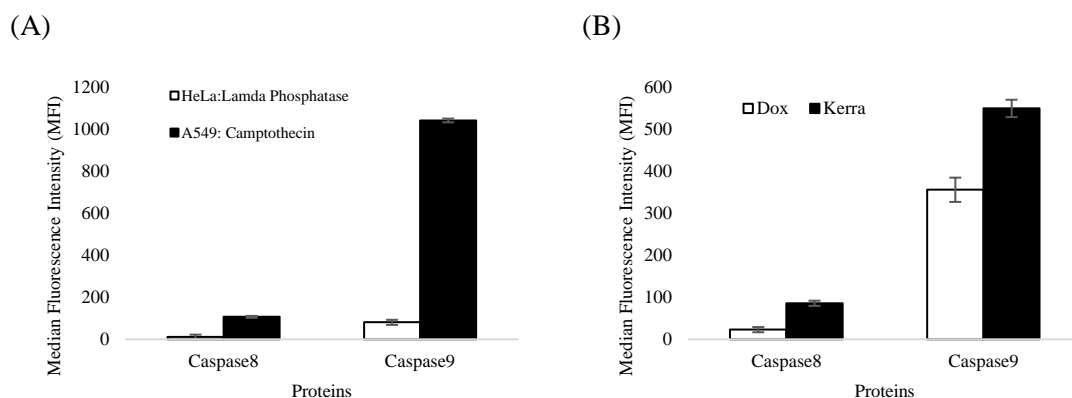 (A)
Median Fluorescence Intensity (MFI)
1200
1000
800
600
400
200
0
HeLa:Lamda Phosphatase
A549: Camptothecin
Caspase8 Caspase9
Proteins
(B)
Median Fluorescence Intensity (MFI)
600
500
400
300
200
100
0
Dox Kerra
Caspase8 Caspase9
Proteins